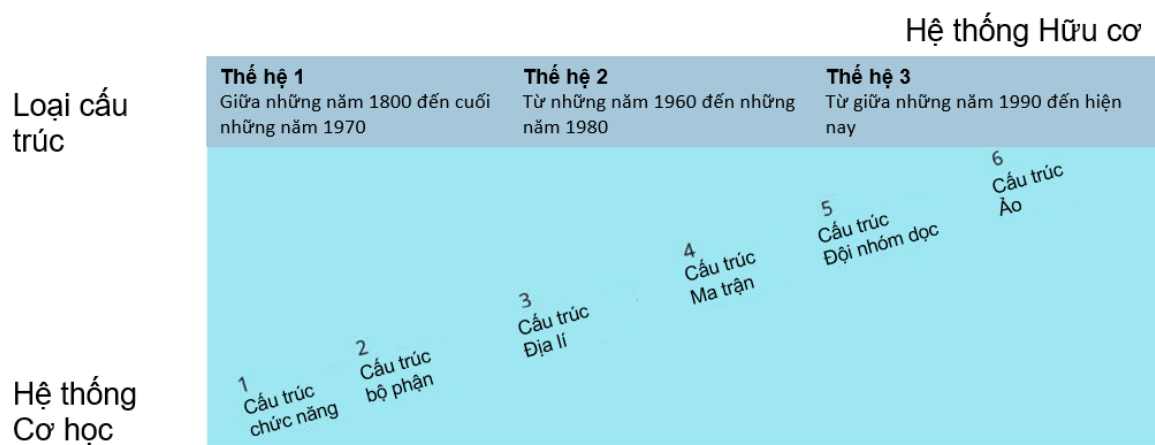 Hệ thống Hữu cơ
Loại cấu
trúc
Thế hệ 1
Giữa những năm 1800 đến cuối
những năm 1970
Thế hệ 2
Từ những năm 1960 đến những
năm 1980
Thế hệ 3
Từ giữa những năm 1990 đến hiện
nay
6
Cấu trúc
Ảo
5
Cấu trúc
Đội nhóm dọc
4
Cấu trúc
Ma trận
3
Cấu trúc
Địa lí
2
Cấu trúc
bộ phận
1
Cấu trúc
chức năng
Hệ thống
Cơ học